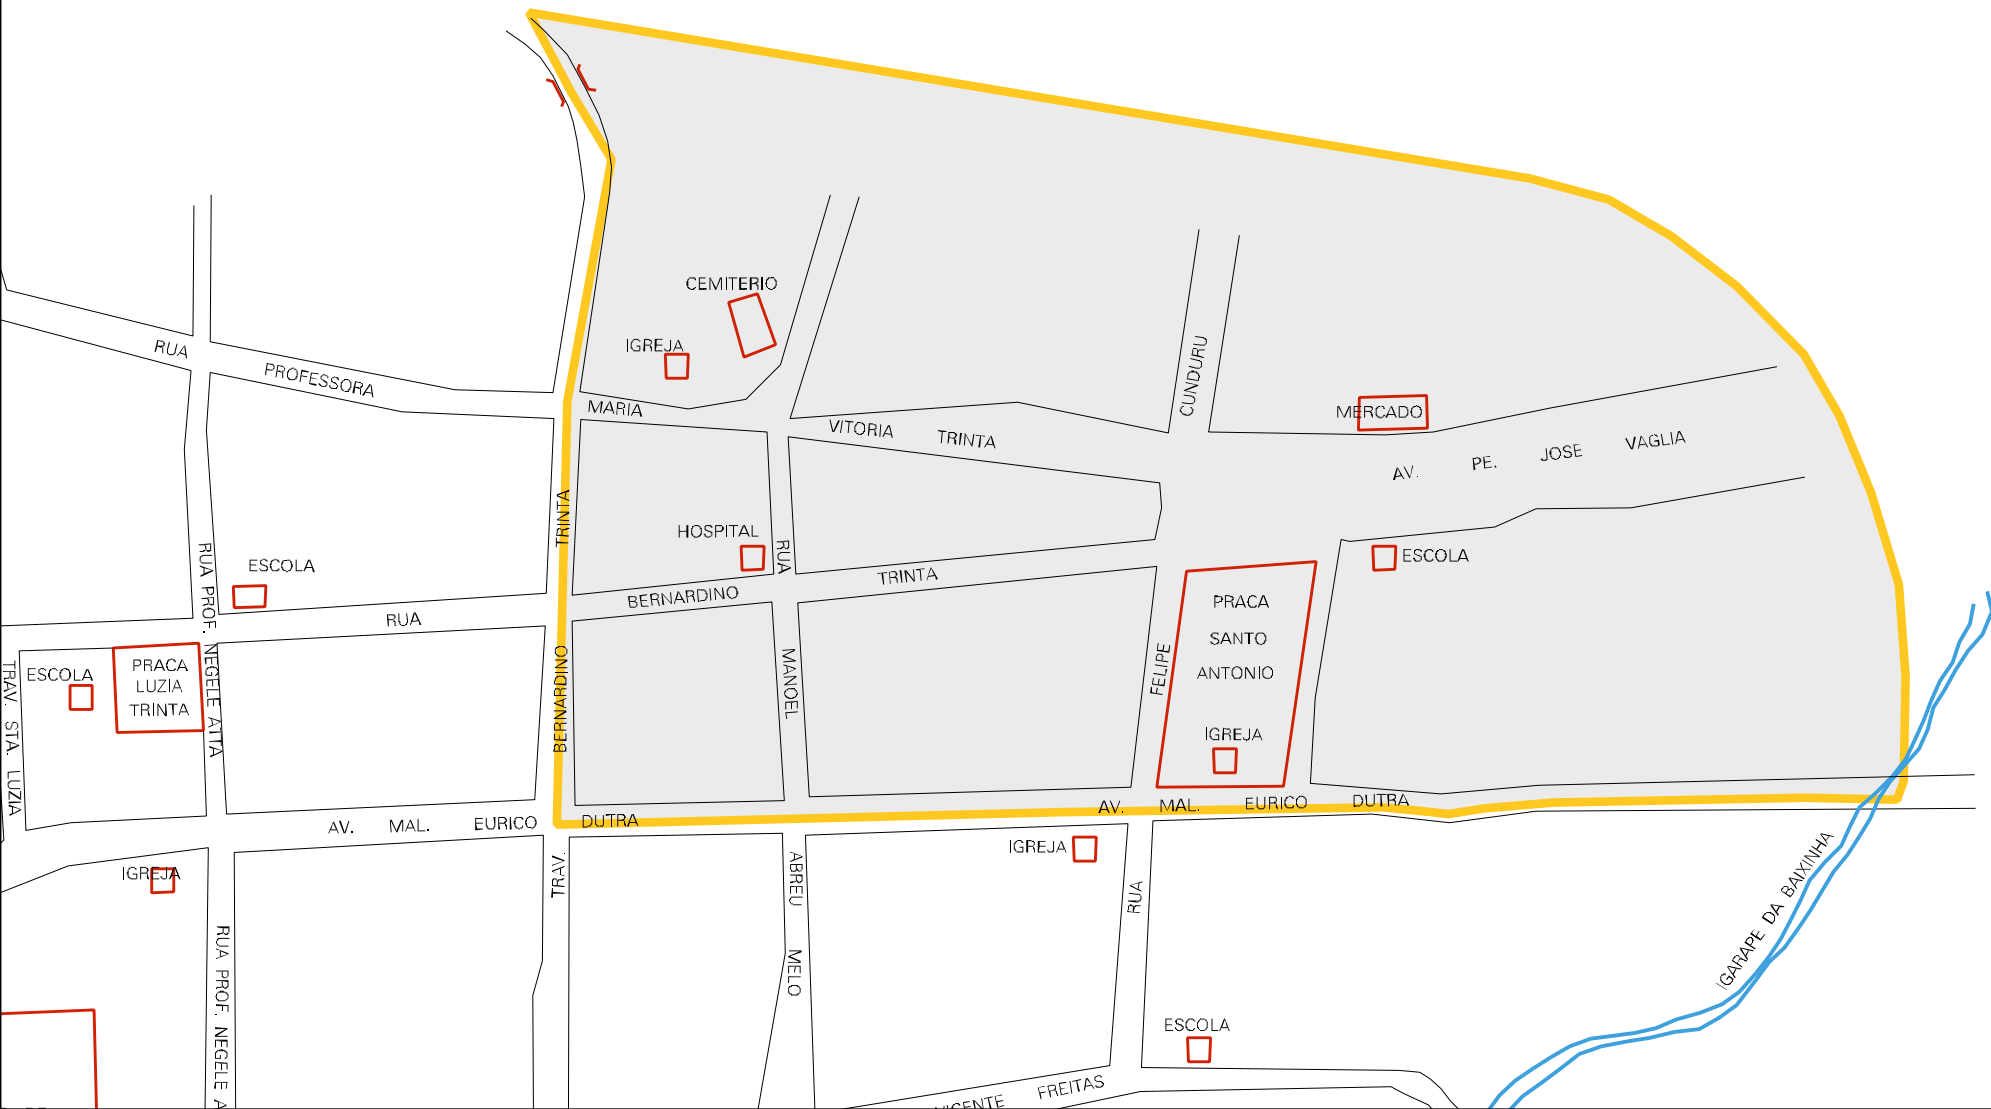 CEMITERIO
IGREJA
RUA PROFESSORA
MARIA VITORIA TRINTA
CUNDURU
MERCADO
AV. PE. JOSE VAGLIA
TRINTA
HOSPITAL
RUA
ESCOLA
RUA PROF. NEGELE ATTA
ESCOLA
RUA BERNARDINO TRINTA
PRACA
SANTO
ANTONIO
IGREJA
FELIPE
MANOEL
BERNARDINO
TRAV. STA. LUZIA
ESCOLA
PRACA
LUZIA
TRINTA
AV. MAL. EURICO DUTRA
AV. MAL. EURICO DUTRA
IGREJA
IGREJA
TRAV.
ABREU MELO
RUA
IGARAPE DA BAIXINHA
RUA PROF. NEGELE A
ESCOLA
FREITAS